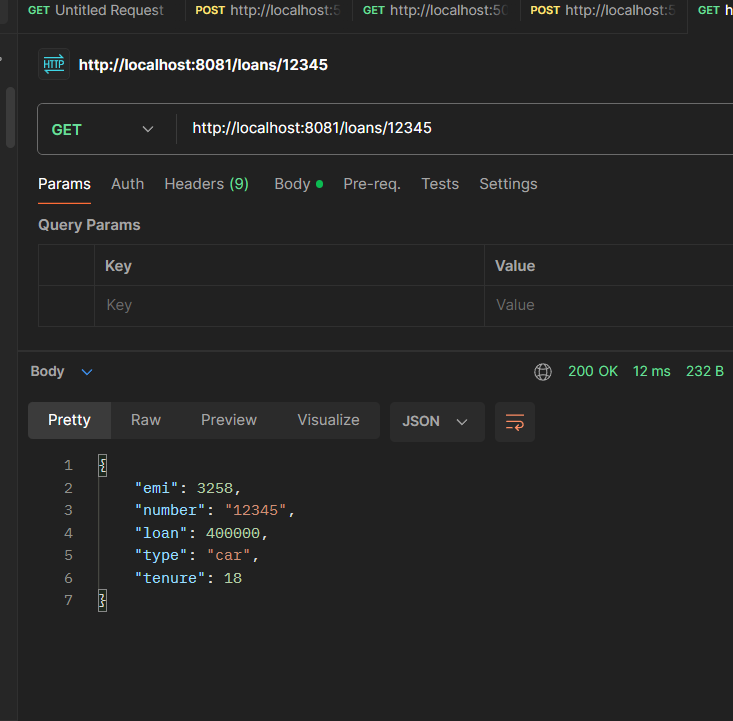 GET Untitled Request POST http://localhost:5 GET http://localhost:50 POST http://localhost:5 GET h
HTTP http://localhost:8081/loans/12345
GET http://localhost:8081/loans/12345
Params Auth Headers (9) Body Pre-req. Tests Settings
Query Params
Key Value
Key Value
Body 200 OK 12 ms 232 B
Pretty Raw Preview Visualize JSON
1 {
2 "emi": 3258,
3 "number": "12345",
4 "loan": 400000,
5 "type": "car",
6 "tenure": 18
7 }